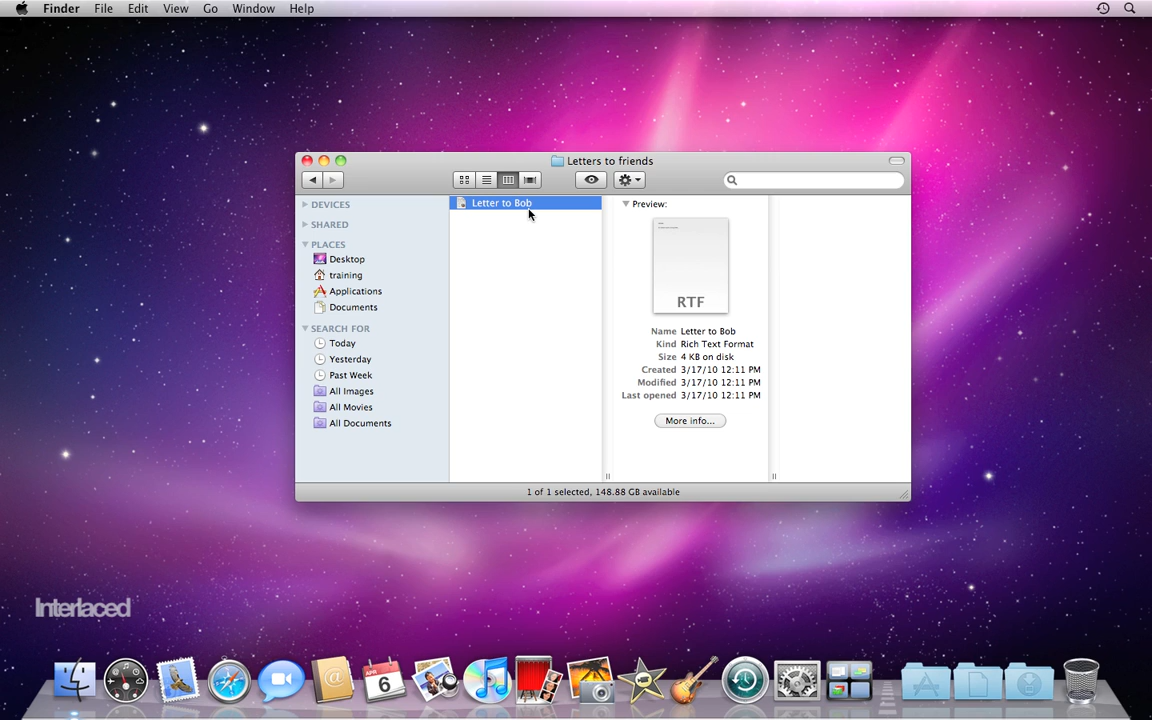 Finder File Edit View Go Window Help
Letters to friends
DEVICES
SHARED
PLACES
Desktop
training
Applications
Documents
SEARCH FOR
Today
Yesterday
Past Week
All Images
All Movies
All Documents
Letter to Bob
Preview:
RTF
Name Letter to Bob
Kind Rich Text Format
Size 4 KB on disk
Created 3/17/10 12:11 PM
Modified 3/17/10 12:11 PM
Last opened 3/17/10 12:11 PM
More info...
1 of 1 selected, 148.88 GB available
Interlaced
APR
6